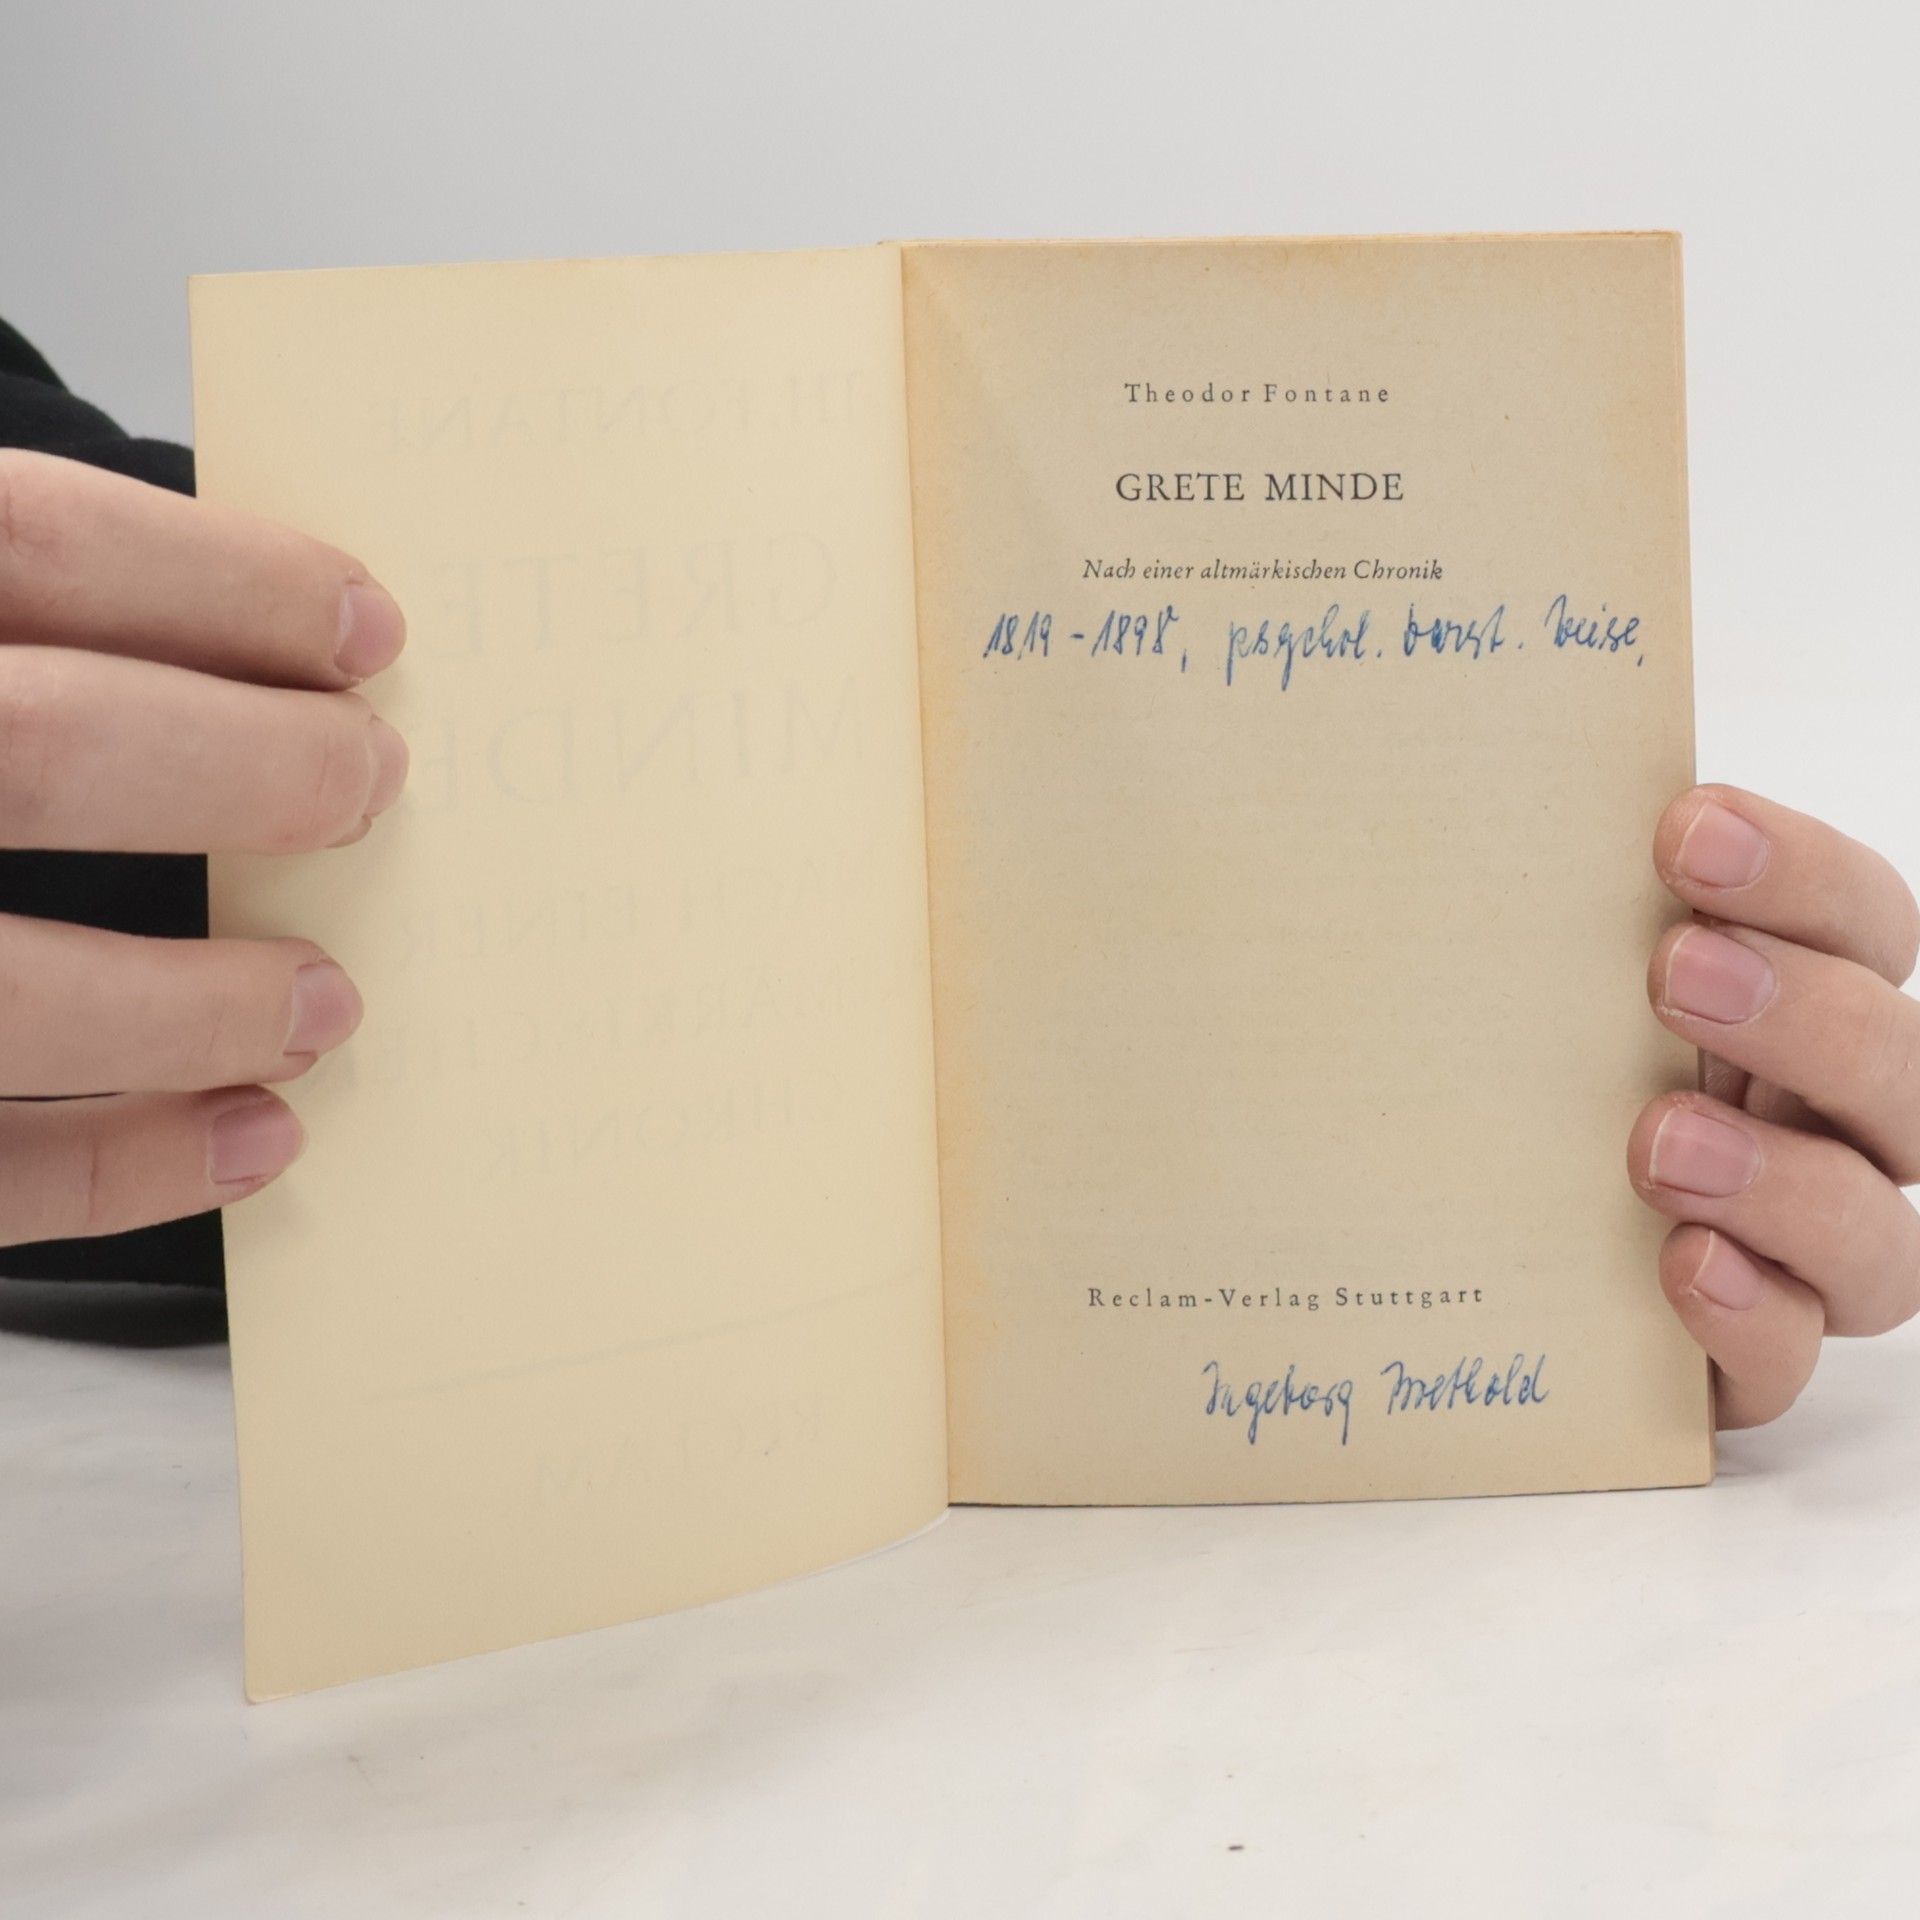 Theodor Fontane
GRETE MINDE
Nach einer altmärkischen Chronik
1819-1898, psychol. Darst. Weise,
Reclam-Verlag Stuttgart
Ingeborg